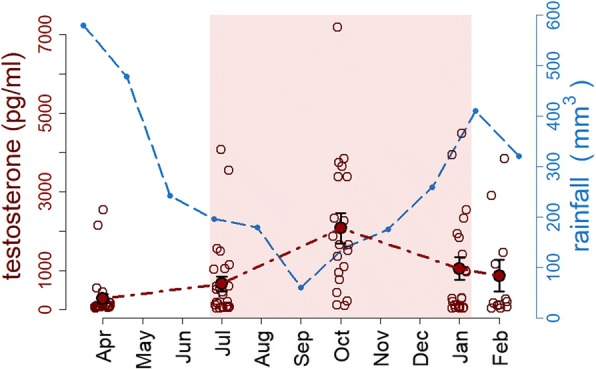 testosterone (pg/ml)
7000
5000
3000
1000
0
Apr
May
Jun
Jul
Aug
Sep
Oct
Nov
Dec
Jan
Feb
600
500
400
300
200
100
0
rainfall (mm³)